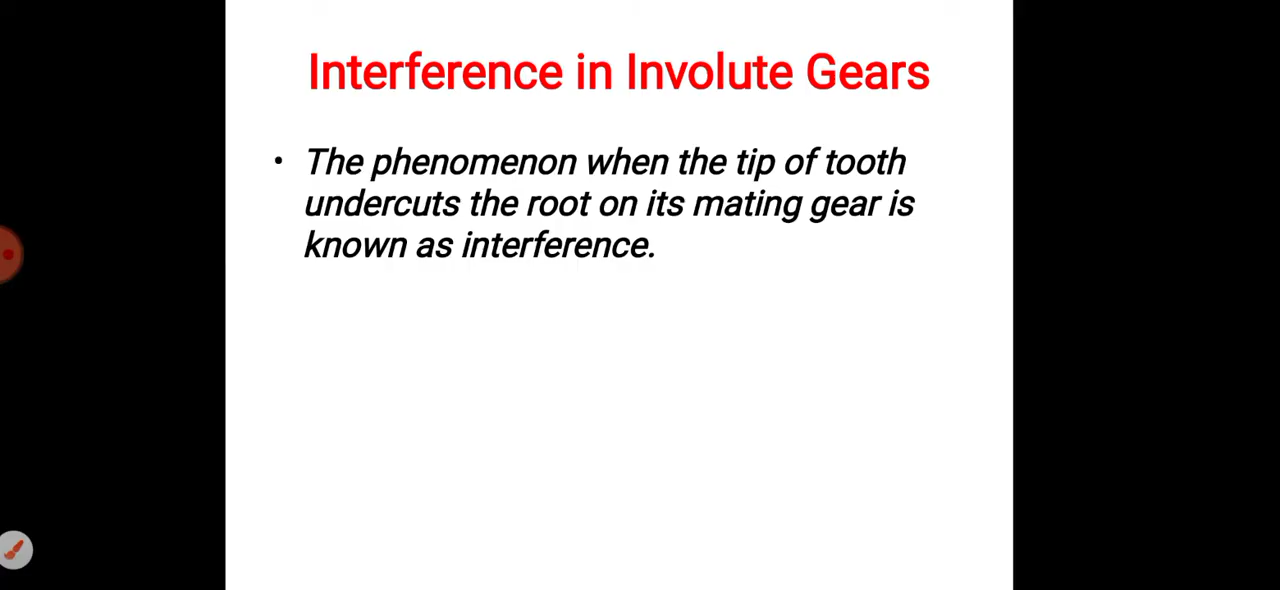 Interference in Involute Gears
• The phenomenon when the tip of tooth
undercuts the root on its mating gear is
known as interference.